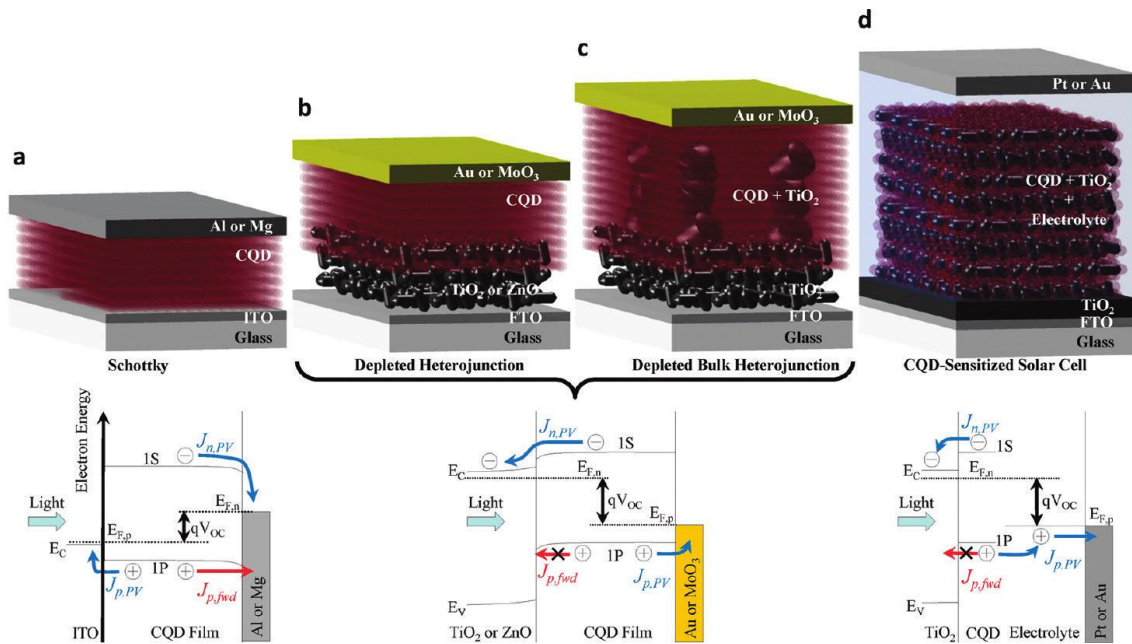 a
Al or Mg
CQD
ITO
Glass
Schottky
b
Au or MoO₃
CQD
TiO₂ or ZnO
FTO
Glass
Depleted Heterojunction
c
Au or MoO₃
CQD + TiO₂
TiO₂
FTO
Glass
Depleted Bulk Heterojunction
d
Pt or Au
CQD + TiO₂
+
Electrolyte
TiO₂
FTO
Glass
CQD-Sensitized Solar Cell
Electron Energy
Jn,PV
−
1S
EF,n
Light
EF,p
qVOC
EC
1P
+
+
Jp,PV
Jp,fwd
Al or Mg
ITO
CQD Film
Jn,PV
−
−
1S
EC
EF,n
Light
qVOC
EF,p
+
1P
+
Jp,fwd
Jp,PV
EV
Au or MoO₃
TiO₂ or ZnO
CQD Film
Jn,PV
−
−
1S
EC
EF,n
Light
qVOC
EF,p
1P
+
+
Jp,fwd
Jp,PV
EV
Pt or Au
TiO₂
CQD
Electrolyte